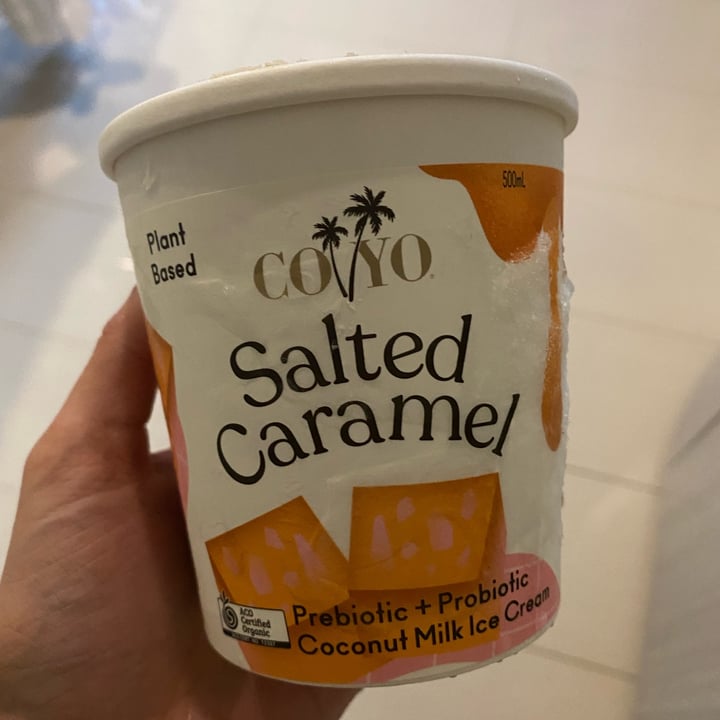 500mL
Plant
Based
COYO
Salted
Caramel
ACO
Certified
Organic
Prebiotic + Probiotic
Coconut Milk Ice Cream